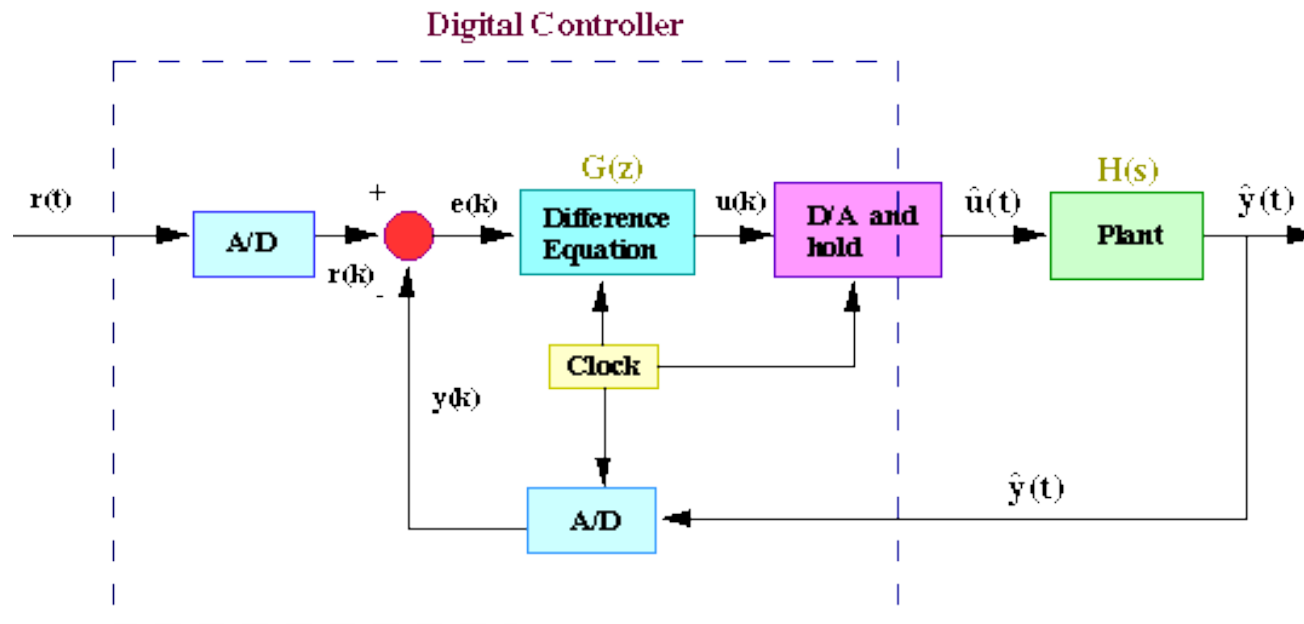 Digital Controller
G(z)
H(s)
r(t)
+
e(k)
u(k)
û(t)
ŷ(t)
A/D
Difference
Equation
D/A and
hold
Plant
r(k)
-
Clock
y(k)
ŷ(t)
A/D